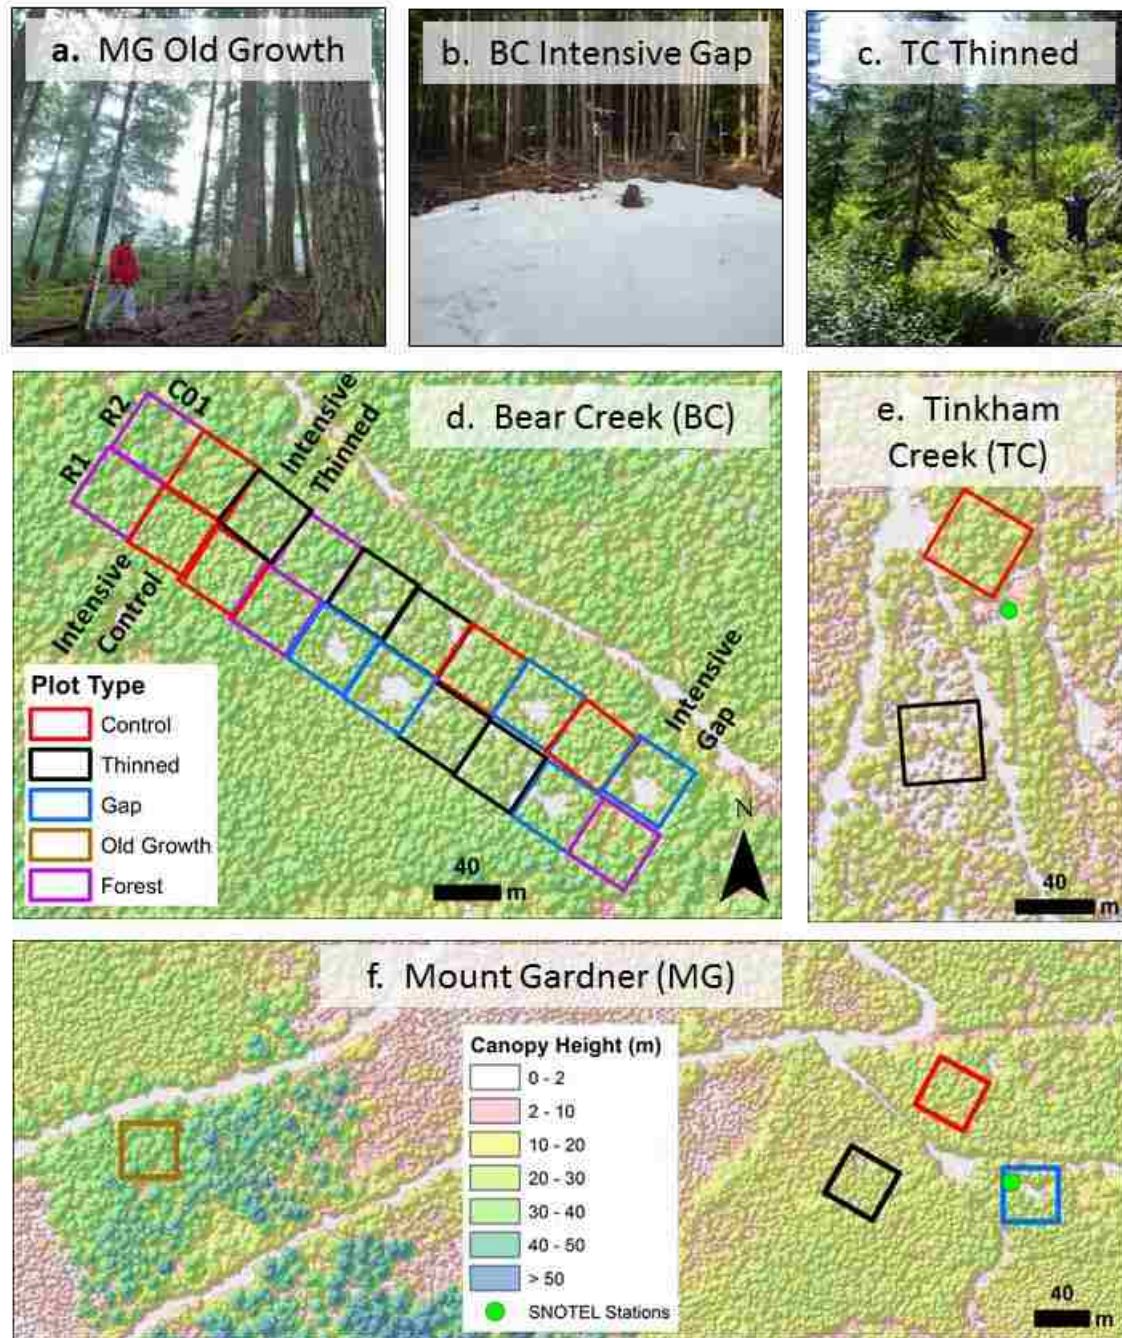 a. MG Old Growth
b. BC Intensive Gap
c. TC Thinned
d. Bear Creek (BC)
R2
C01
R1
Intensive
Thinned
Intensive
Control
Intensive
Gap
Plot Type
Control
Thinned
Gap
Old Growth
Forest
40
m
N
e. Tinkham
Creek (TC)
40
m
f. Mount Gardner (MG)
Canopy Height (m)
0 - 2
2 - 10
10 - 20
20 - 30
30 - 40
40 - 50
> 50
SNOTEL Stations
40
m